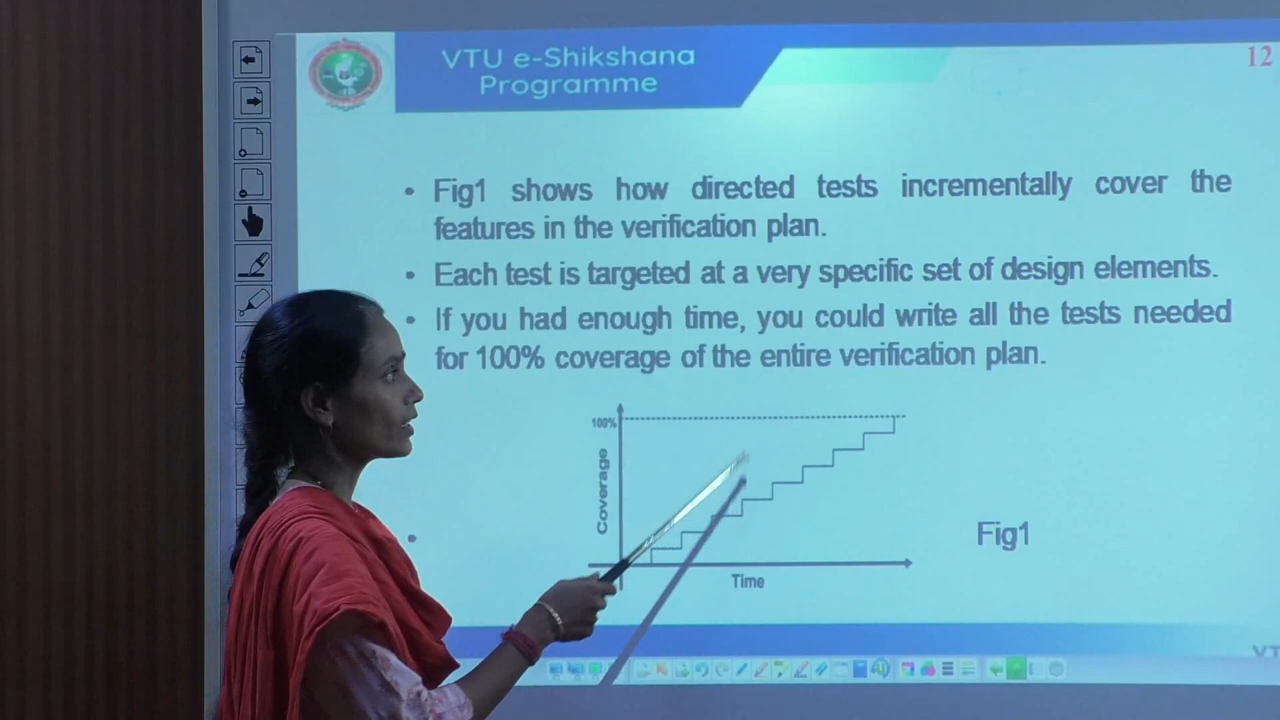 VTU e-Shikshana
Programme
12
• Fig1 shows how directed tests incrementally cover the
features in the verification plan.
• Each test is targeted at a very specific set of design elements.
• If you had enough time, you could write all the tests needed
for 100% coverage of the entire verification plan.
100%
Coverage
Time
Fig1
VT